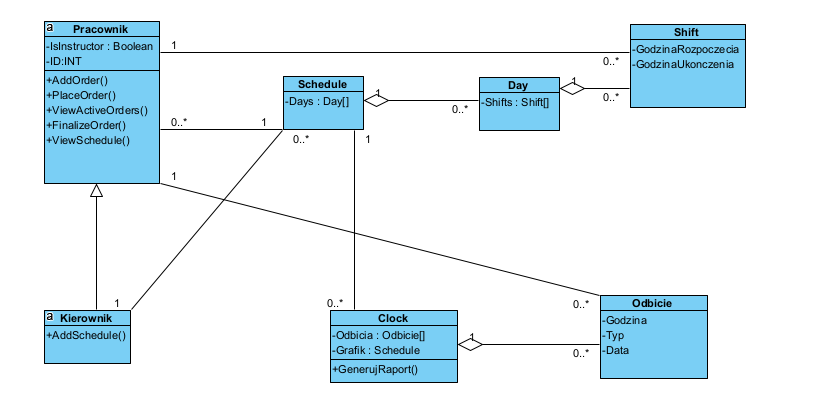 a Pracownik
-IsInstructor : Boolean
-ID:INT
+AddOrder()
+PlaceOrder()
+ViewActiveOrders()
+FinalizeOrder()
+ViewSchedule()
1
0..*
Shift
-GodzinaRozpoczecia
-GodzinaUkonczenia
Schedule
-Days : Day[]
1
0..*
Day
-Shifts : Shift[]
1
0..*
0..*
1
0..*
1
1
1
0..*
0..*
a Kierownik
+AddSchedule()
Clock
-Odbicia : Odbicie[]
-Grafik : Schedule
+GenerujRaport()
1
0..*
Odbicie
-Godzina
-Typ
-Data